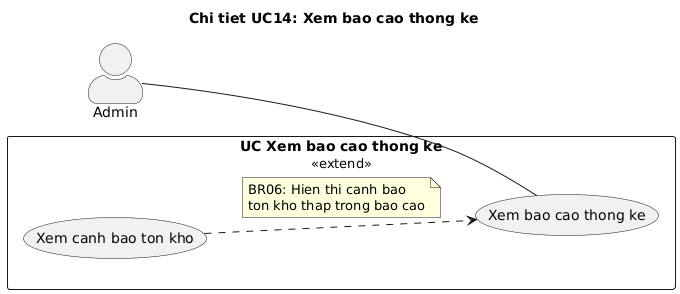 Chi tiet UC14: Xem bao cao thong ke
Admin
UC Xem bao cao thong ke
«extend»
BR06: Hien thi canh bao
ton kho thap trong bao cao
Xem bao cao thong ke
Xem canh bao ton kho